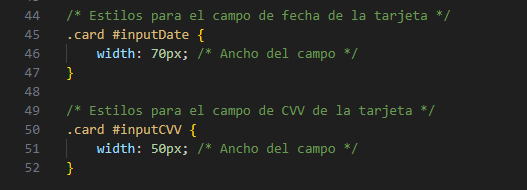 44 /* Estilos para el campo de fecha de la tarjeta */
45 .card #inputDate {
46 width: 70px; /* Ancho del campo */
47 }
48
49 /* Estilos para el campo de CVV de la tarjeta */
50 .card #inputCVV {
51 width: 50px; /* Ancho del campo */
52 }